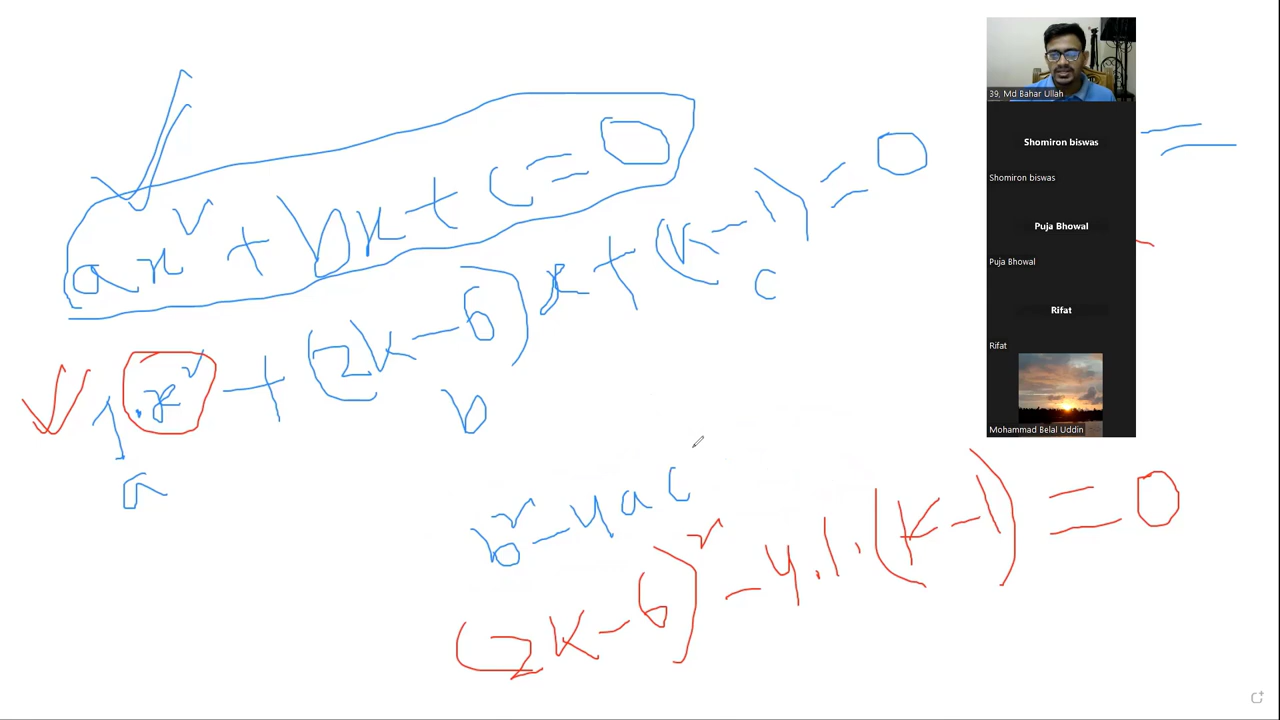 ax² + bx + c = 0
1.x² + (2k-6)x + (k-1) = 0
a
b
c
b² - 4ac
(2k-6)² - 4.1.(k-1) = 0
39, Md Bahar Ullah
Shomiron biswas
Shomiron biswas
Puja Bhowal
Puja Bhowal
Rifat
Rifat
Mohammad Belal Uddin